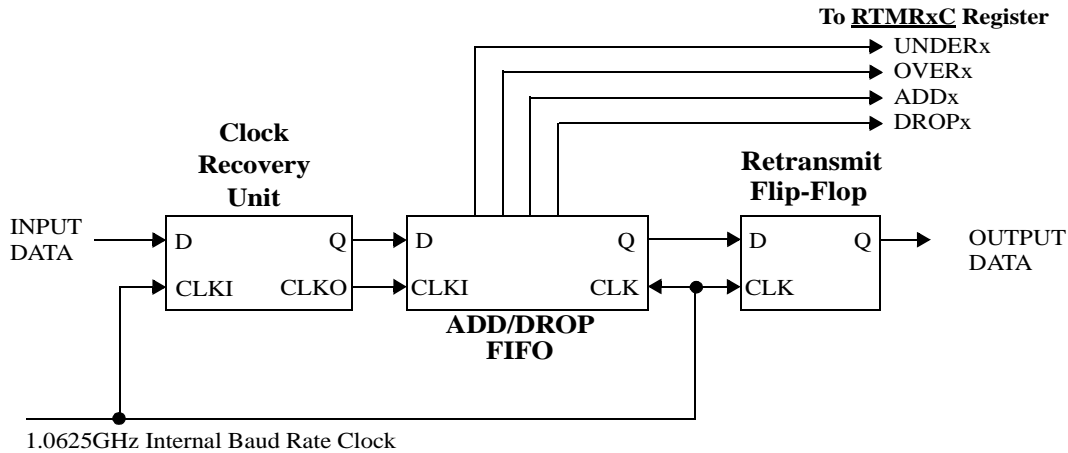 To RTMRxC Register
UNDERx
OVERx
ADDx
DROPx
Clock
Recovery
Unit
Retransmit
Flip-Flop
INPUT
DATA
D
Q
CLKI
CLKO
D
Q
CLKI
CLK
D
Q
CLK
OUTPUT
DATA
ADD/DROP
FIFO
1.0625GHz Internal Baud Rate Clock